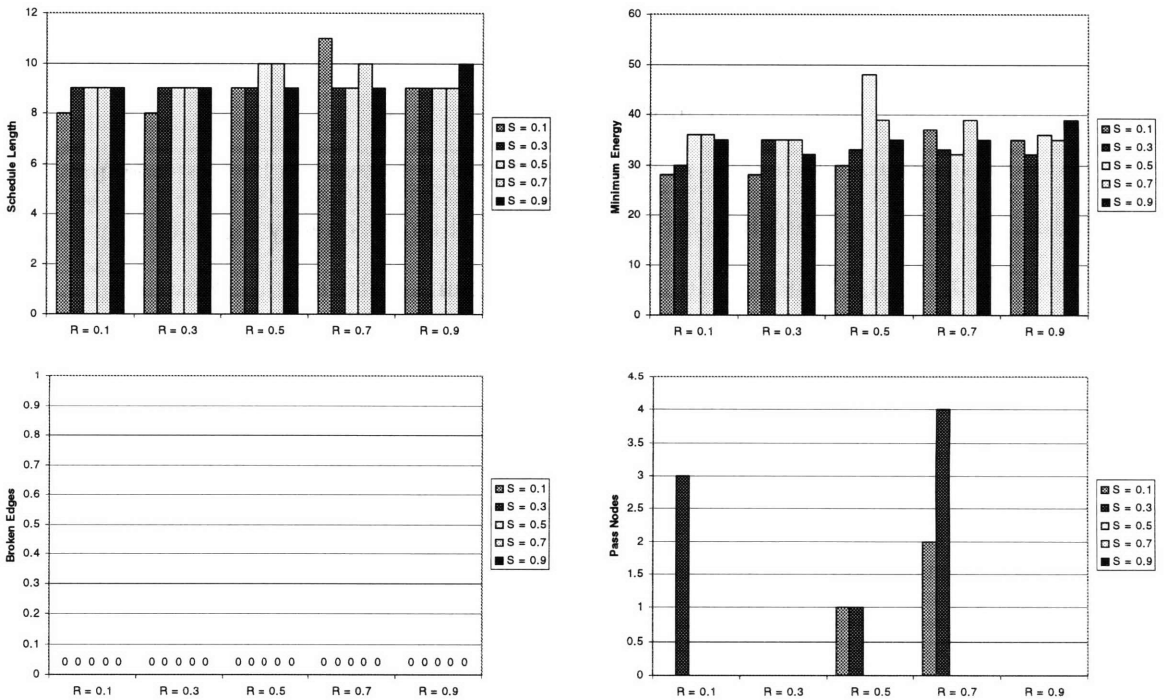 12
10
8
6
4
2
0
Schedule Length
R = 0.1 R = 0.3 R = 0.5 R = 0.7 R = 0.9
S = 0.1
S = 0.3
S = 0.5
S = 0.7
S = 0.9
60
50
40
30
20
10
0
Minimum Energy
R = 0.1 R = 0.3 R = 0.5 R = 0.7 R = 0.9
S = 0.1
S = 0.3
S = 0.5
S = 0.7
S = 0.9
1
0.9
0.8
0.7
0.6
0.5
0.4
0.3
0.2
0.1
0
Broken Edges
0 0 0 0 0 0 0 0 0 0 0 0 0 0 0 0 0 0 0 0 0 0 0 0 0
R = 0.1 R = 0.3 R = 0.5 R = 0.7 R = 0.9
S = 0.1
S = 0.3
S = 0.5
S = 0.7
S = 0.9
4.5
4
3.5
3
2.5
2
1.5
1
0.5
0
Pass Nodes
R = 0.1 R = 0.3 R = 0.5 R = 0.7 R = 0.9
S = 0.1
S = 0.3
S = 0.5
S = 0.7
S = 0.9